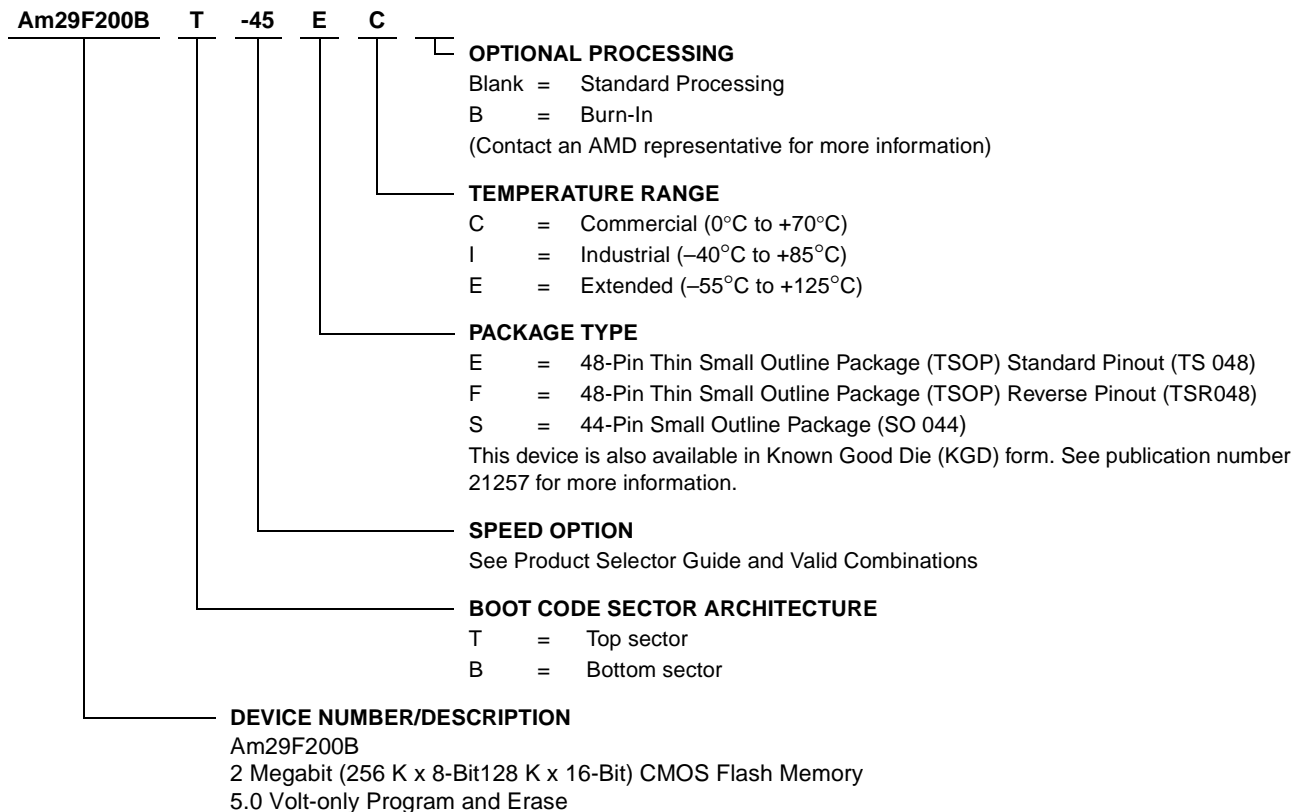 Am29F200B T -45 E C
OPTIONAL PROCESSING
Blank = Standard Processing
B = Burn-In
(Contact an AMD representative for more information)
TEMPERATURE RANGE
C = Commercial (0°C to +70°C)
I = Industrial (–40°C to +85°C)
E = Extended (–55°C to +125°C)
PACKAGE TYPE
E = 48-Pin Thin Small Outline Package (TSOP) Standard Pinout (TS 048)
F = 48-Pin Thin Small Outline Package (TSOP) Reverse Pinout (TSR048)
S = 44-Pin Small Outline Package (SO 044)
This device is also available in Known Good Die (KGD) form. See publication number
21257 for more information.
SPEED OPTION
See Product Selector Guide and Valid Combinations
BOOT CODE SECTOR ARCHITECTURE
T = Top sector
B = Bottom sector
DEVICE NUMBER/DESCRIPTION
Am29F200B
2 Megabit (256 K x 8-Bit128 K x 16-Bit) CMOS Flash Memory
5.0 Volt-only Program and Erase